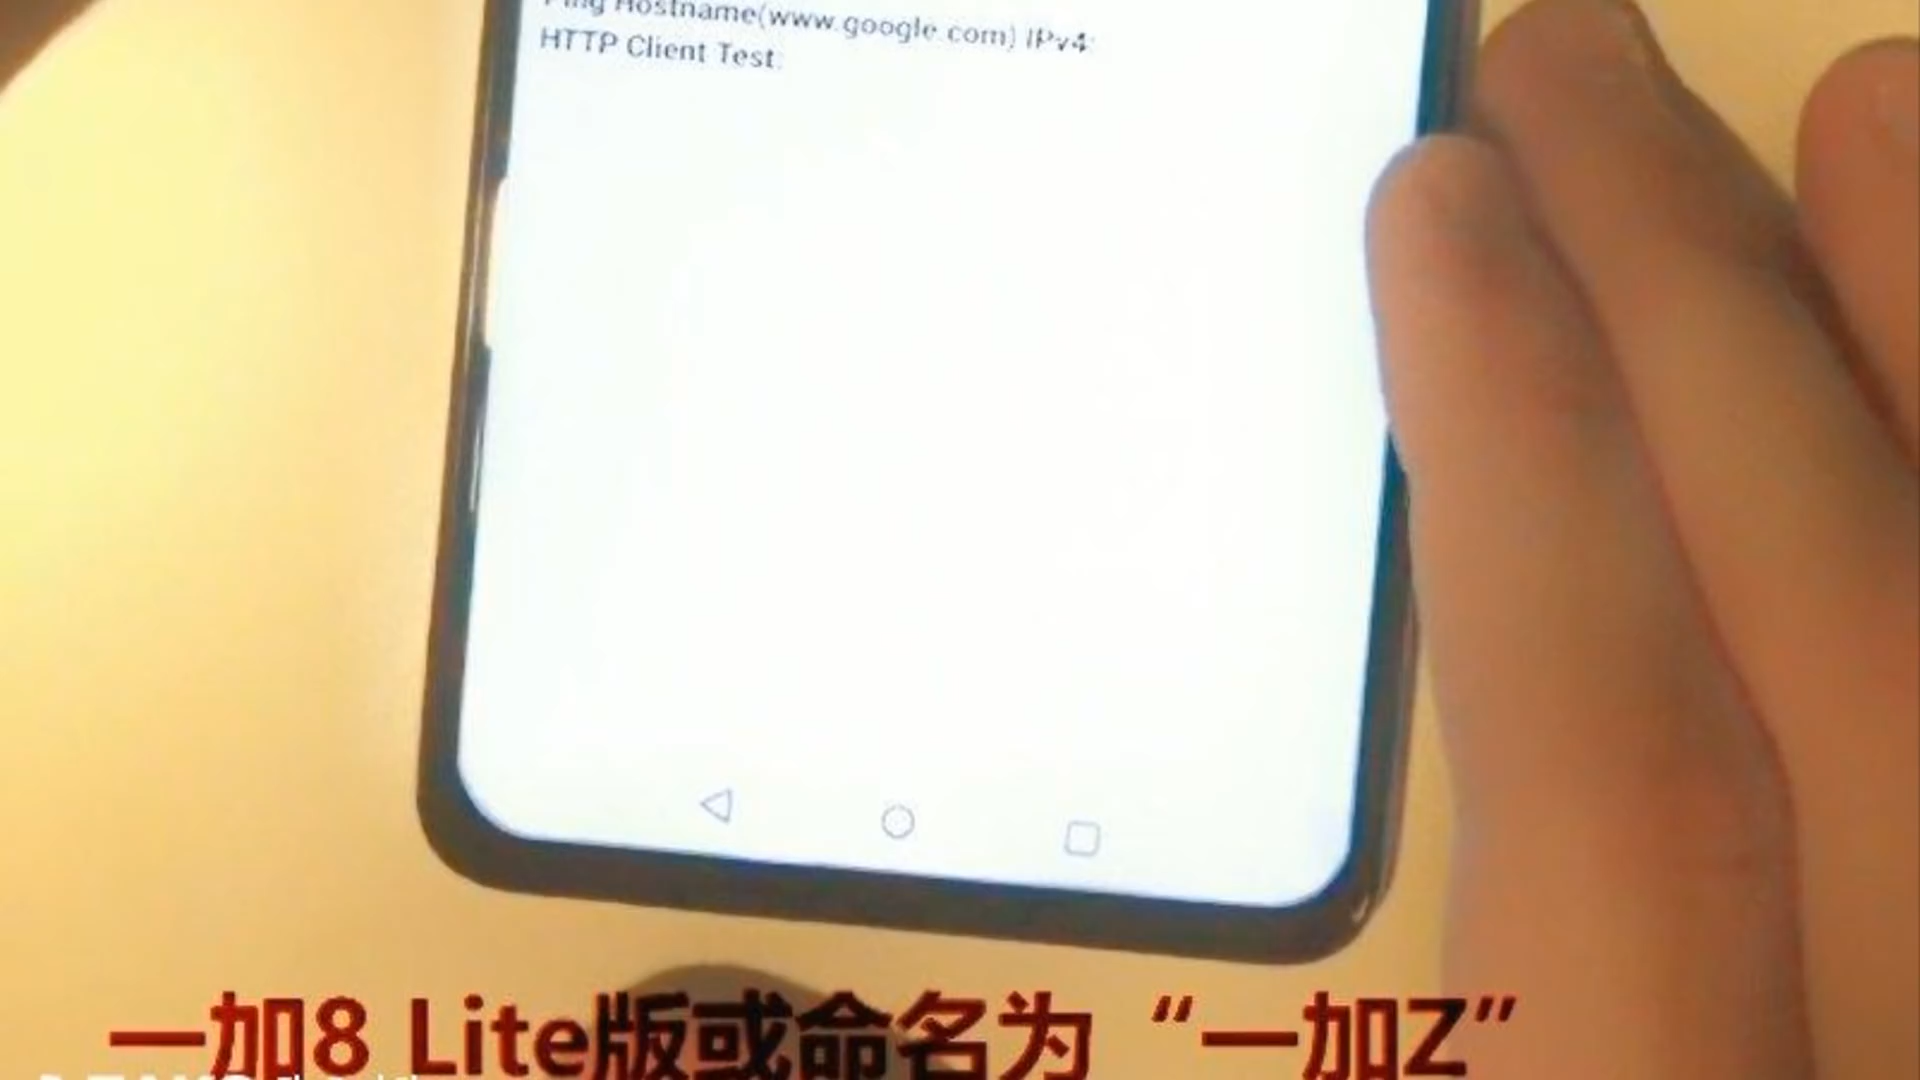 Ping Hostname(www.google.com) IPv4:
HTTP Client Test:
一加8 Lite版或命名为“一加Z”